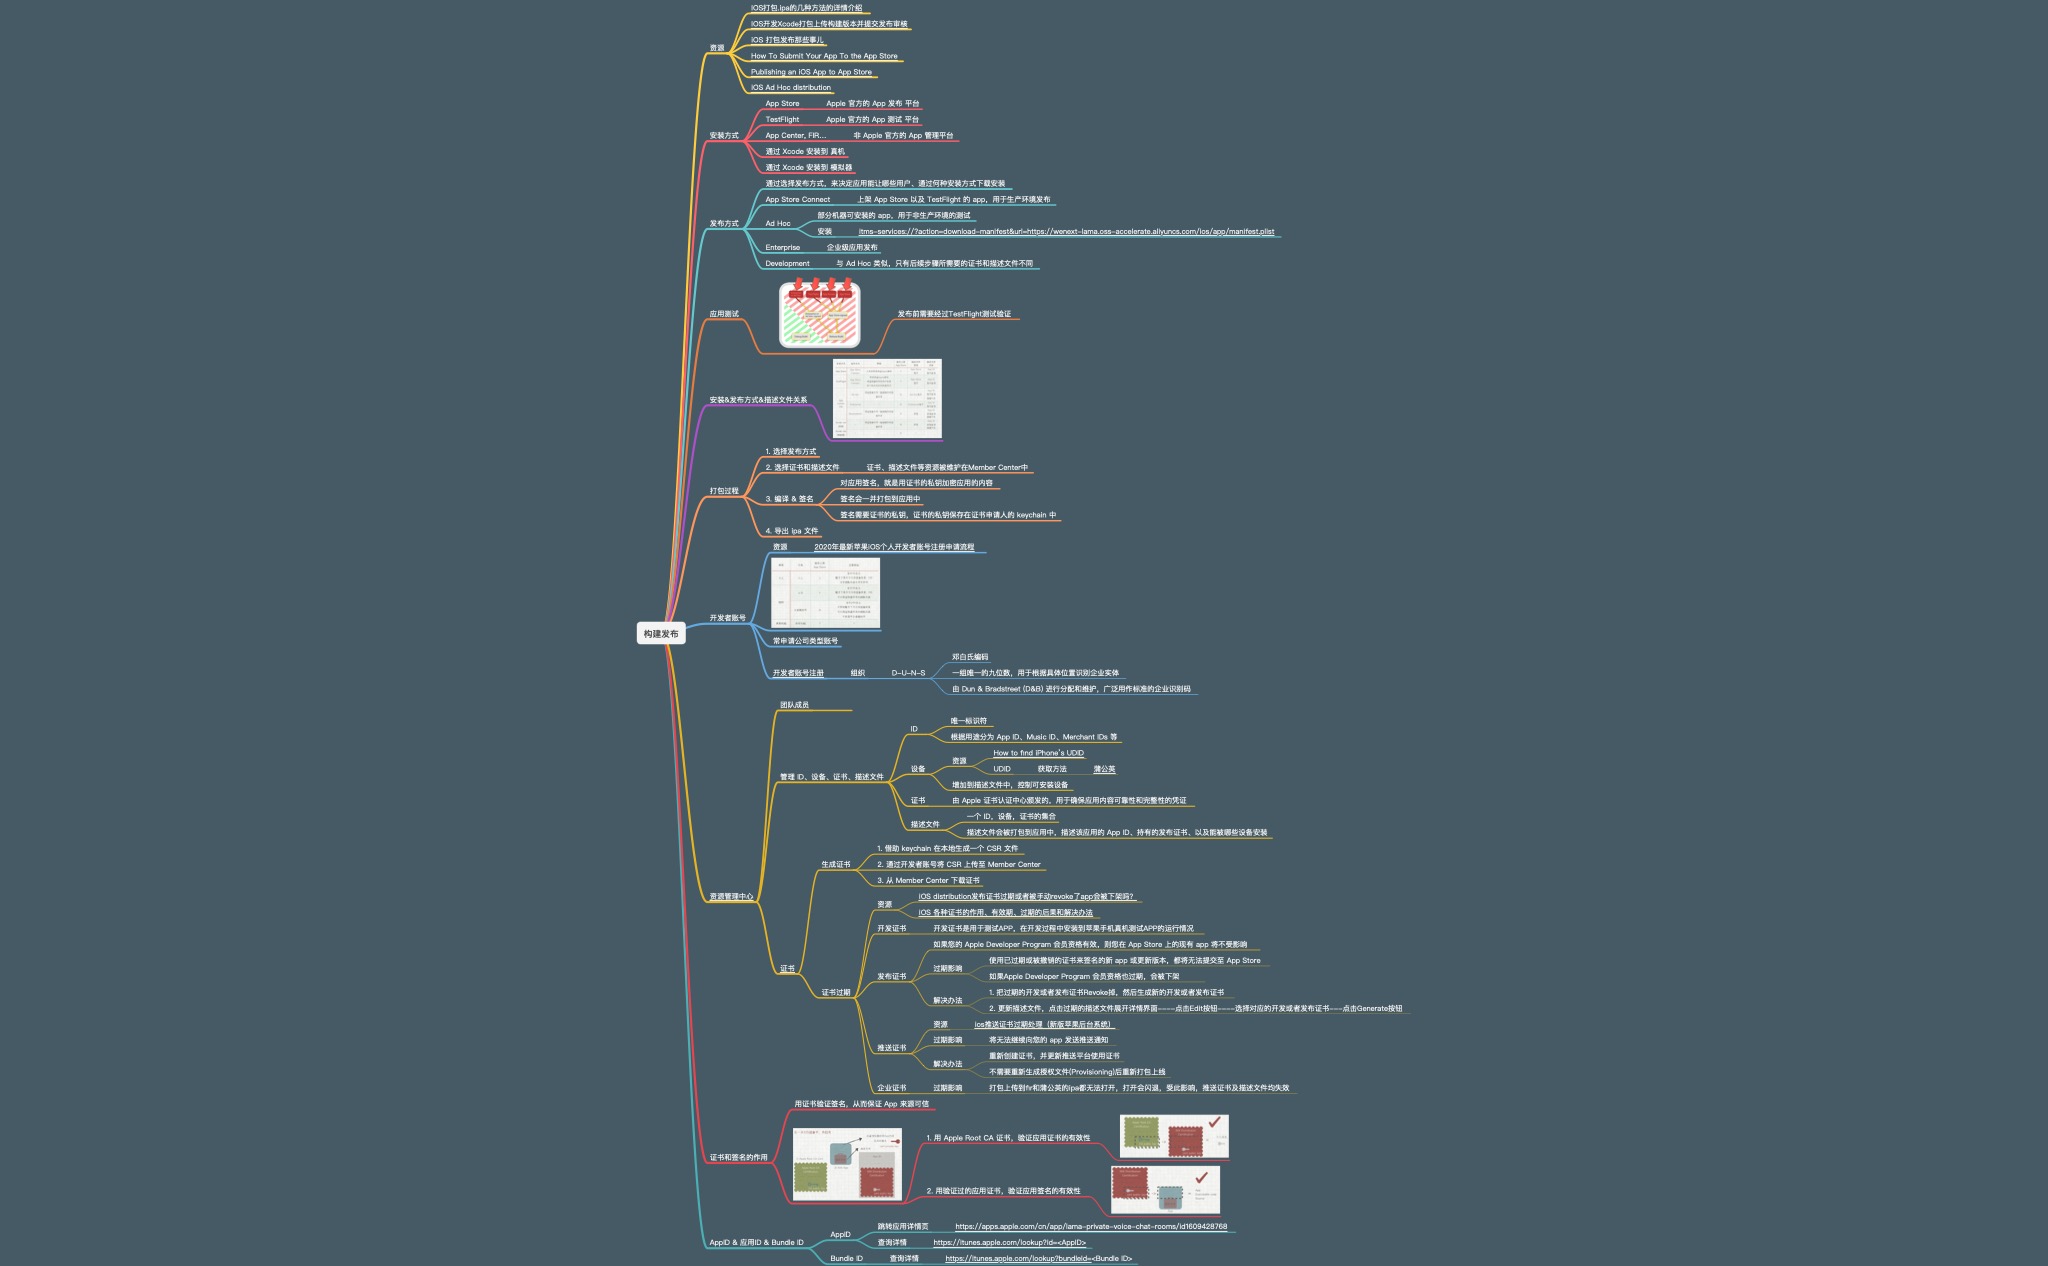 构建发布
资源
iOS打包.ipa的几种方法的详情介绍
iOS开发Xcode打包上传构建版本并提交发布审核
iOS 打包发布那些事儿
How To Submit Your App To the App Store
Publishing an iOS App to App Store
iOS Ad Hoc distribution
安装方式
App Store
Apple 官方的 App 发布 平台
TestFlight
Apple 官方的 App 测试 平台
App Center, FIR...
非 Apple 官方的 App 管理平台
通过 Xcode 安装到 真机
通过 Xcode 安装到 模拟器
发布方式
通过选择发布方式，来决定应用能让哪些用户、通过何种安装方式下载安装
App Store Connect
上架 App Store 以及 TestFlight 的 app，用于生产环境发布
Ad Hoc
部分机器可安装的 app，用于非生产环境的测试
安装
itms-services://?action=download-manifest&url=https://wenext-lama.oss-accelerate.aliyuncs.com/ios/app/manifest.plist
Enterprise
企业级应用发布
Development
与 Ad Hoc 类似，只有后续步骤所需要的证书和描述文件不同
应用测试
发布前需要经过TestFlight测试验证
安装&发布方式&描述文件关系
打包过程
1. 选择发布方式
2. 选择证书和描述文件
证书、描述文件等资源被维护在Member Center中
3. 编译 & 签名
对应用签名，就是用证书的私钥加密应用的内容
签名会一并打包到应用中
签名需要证书的私钥，证书的私钥保存在证书申请人的 keychain 中
4. 导出 ipa 文件
开发者账号
资源
2020年最新苹果iOS个人开发者账号注册申请流程
常申请公司类型账号
开发者账号注册
组织
D-U-N-S
邓白氏编码
一组唯一的九位数，用于根据具体位置识别企业实体
由 Dun & Bradstreet (D&B) 进行分配和维护，广泛用作标准的企业识别码
资源管理中心
团队成员
管理 ID、设备、证书、描述文件
ID
唯一标识符
根据用途分为 App ID、Music ID、Merchant IDs 等
设备
资源
How to find iPhone's UDID
UDID
获取方法
蒲公英
增加到描述文件中，控制可安装设备
证书
由 Apple 证书认证中心颁发的，用于确保应用内容可靠性和完整性的凭证
描述文件
一个 ID，设备，证书的集合
描述文件会被打包到应用中，描述该应用的 App ID、持有的发布证书、以及能被哪些设备安装
证书
生成证书
1. 借助 keychain 在本地生成一个 CSR 文件
2. 通过开发者账号将 CSR 上传至 Member Center
3. 从 Member Center 下载证书
证书过期
资源
iOS distribution发布证书过期或者被手动revoke了app会被下架吗？
iOS 各种证书的作用，有效期、过期的后果和解决办法
开发证书
开发证书是用于测试APP，在开发过程中安装到苹果手机真机测试APP的运行情况
发布证书
如果您的 Apple Developer Program 会员资格有效，则您在 App Store 上的现有 app 将不受影响
过期影响
使用已过期或被撤销的证书来签名的新 app 或更新版本，都将无法提交至 App Store
如果Apple Developer Program 会员资格也过期，会被下架
解决办法
1. 把过期的开发或者发布证书Revoke掉，然后生成新的开发或者发布证书
2. 更新描述文件，点击过期的描述文件展开详情界面----点击Edit按钮----选择对应的开发或者发布证书---点击Generate按钮
推送证书
资源
ios推送证书过期处理（新版苹果后台系统）
过期影响
将无法继续向您的 app 发送推送通知
解决办法
重新创建证书，并更新推送平台使用证书
不需要重新生成授权文件(Provisioning)后重新打包上线
企业证书
过期影响
打包上传到fir和蒲公英的ipa都无法打开，打开会闪退，受此影响，推送证书及描述文件均失效
证书和签名的作用
用证书验证签名，从而保证 App 来源可信
1. 用 Apple Root CA 证书，验证应用证书的有效性
2. 用验证过的应用证书，验证应用签名的有效性
AppID & 应用ID & Bundle ID
AppID
跳转应用详情页
https://apps.apple.com/cn/app/lama-private-voice-chat-rooms/id1609428768
查询详情
https://itunes.apple.com/lookup?id=<AppID>
Bundle ID
查询详情
https://itunes.apple.com/lookup?bundleId=<Bundle ID>